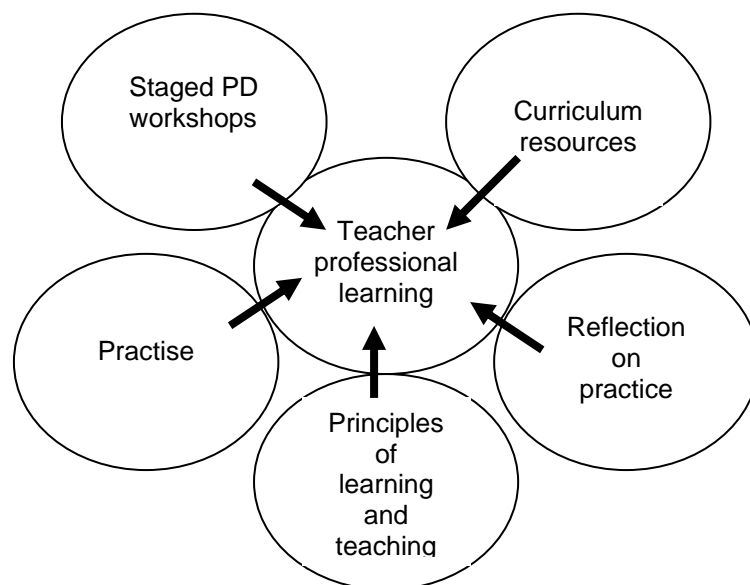 Staged PD
workshops
Curriculum
resources
Teacher
professional
learning
Practise
Reflection
on
practice
Principles
of
learning
and
teaching